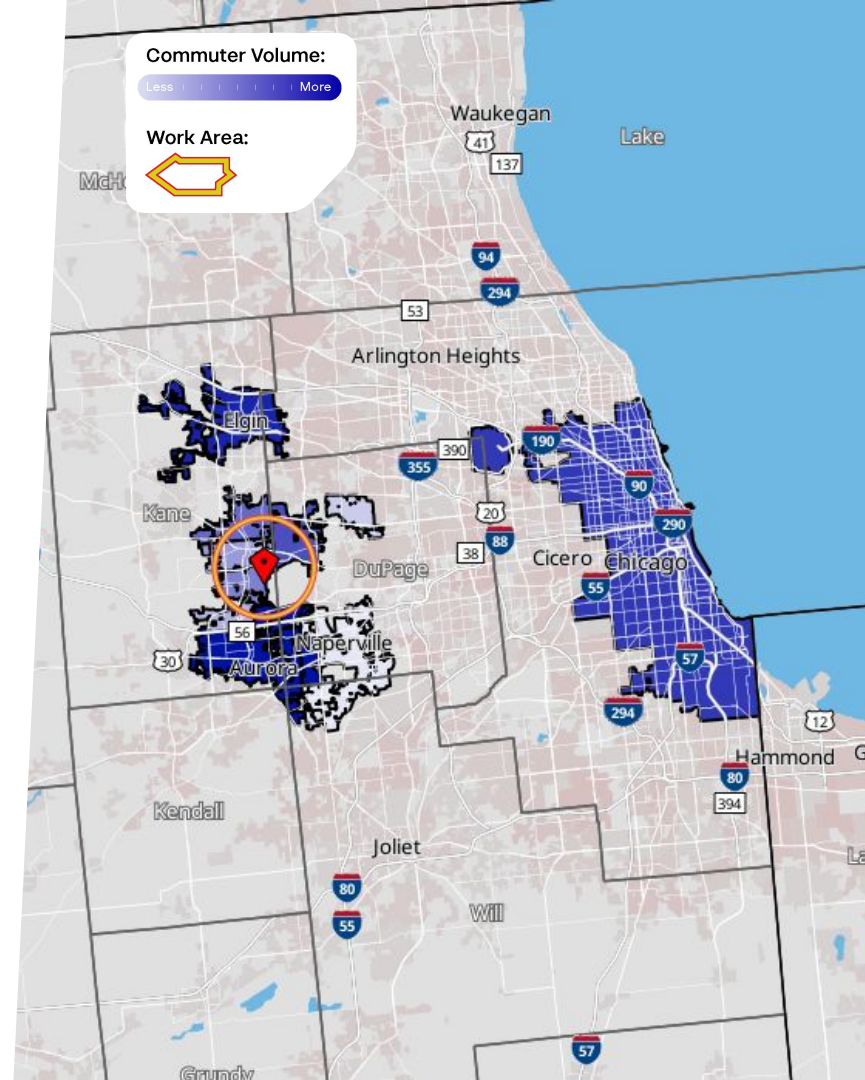 Commuter Volume:
Less More
Work Area:
Waukegan
41
137
Lake
94
294
53
Arlington Heights
Elgin
390
190
355
90
Kane
20
290
88
38
DuPage
Cicero
Chicago
55
56
Naperville
30
Aurora
57
294
12
Hammond
80
394
Kendall
Joliet
80
Will
55
57
Grundy